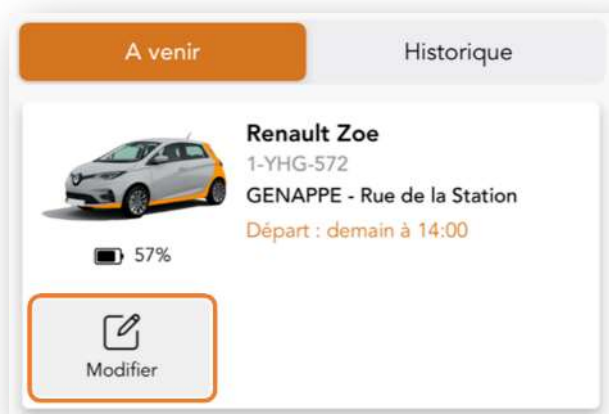 A venir
Historique
Renault Zoe
1-YHG-572
GENAPPE - Rue de la Station
Départ : demain à 14:00
57%
Modifier